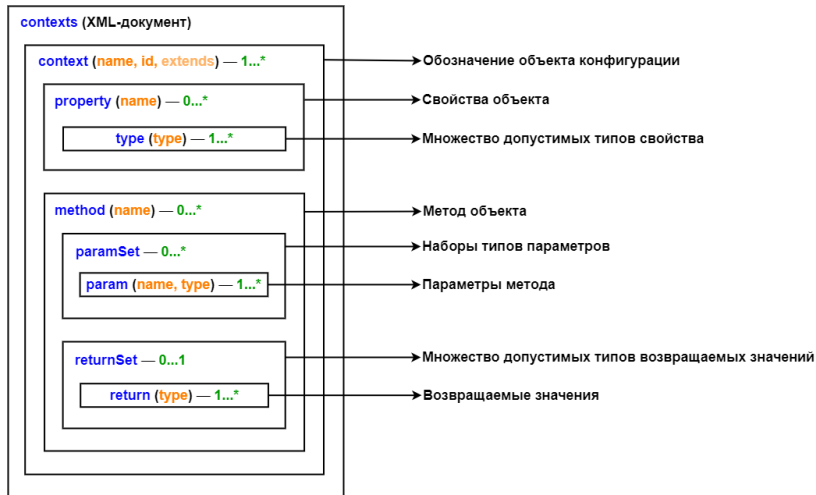 contexts (XML-документ)
context (name, id, extends) — 1...* Обозначение объекта конфигурации
property (name) — 0...* Свойства объекта
type (type) — 1...* Множество допустимых типов свойства
method (name) — 0...* Метод объекта
paramSet — 0...* Наборы типов параметров
param (name, type) — 1...* Параметры метода
returnSet — 0...1 Множество допустимых типов возвращаемых значений
return (type) — 1...* Возвращаемые значения